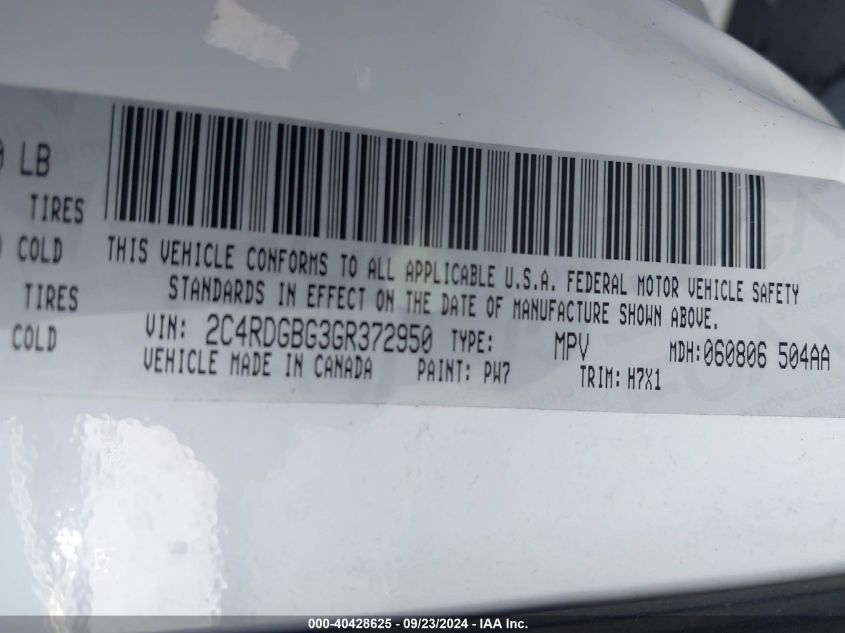 LB
TIRES
COLD
TIRES
COLD
THIS VEHICLE CONFORMS TO ALL APPLICABLE U.S.A. FEDERAL MOTOR VEHICLE SAFETY
STANDARDS IN EFFECT ON THE DATE OF MANUFACTURE SHOWN ABOVE.
VIN: 2C4RDGBG3GR372950 TYPE: MPV MDH:060806 504AA
VEHICLE MADE IN CANADA PAINT: PW7 TRIM: H7X1
000-40428625 - 09/23/2024 - IAA Inc.